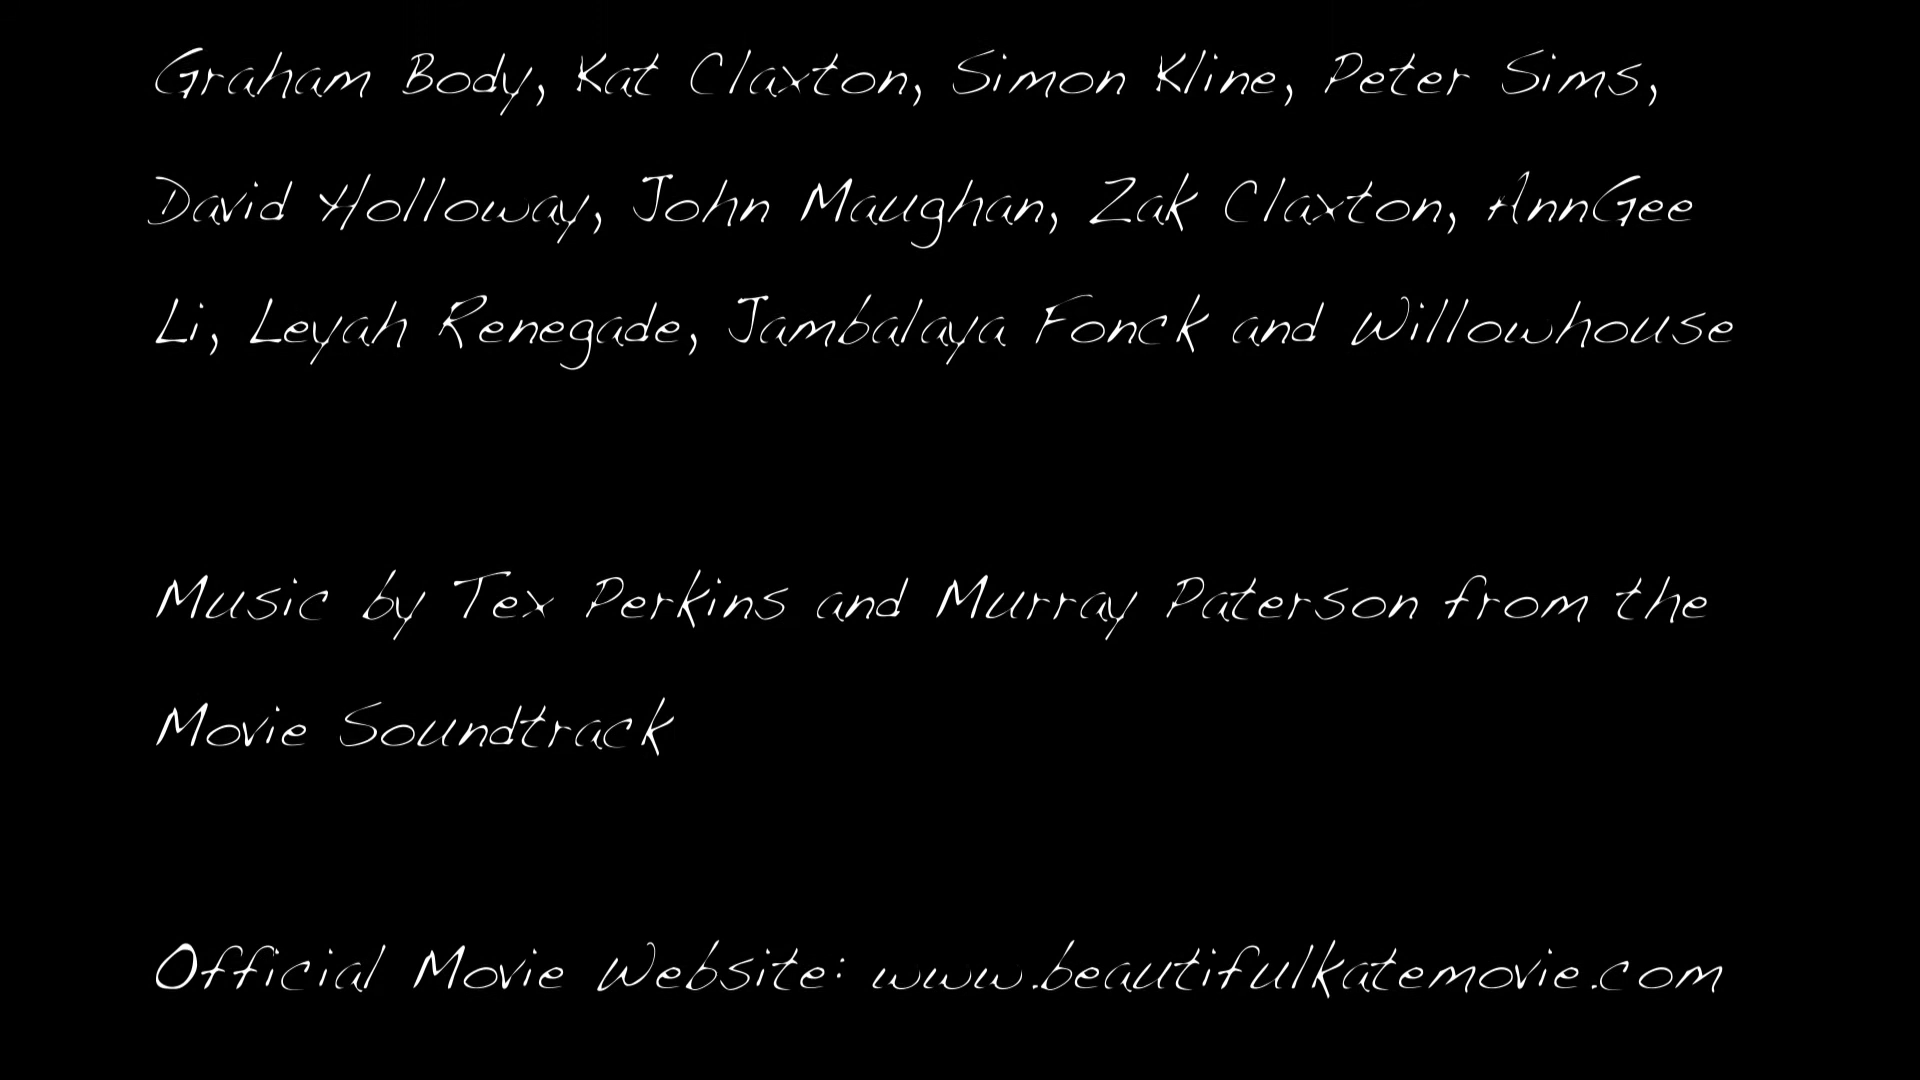 Graham Body, Kat Claxton, Simon Kline, Peter Sims,
David Holloway, John Maughan, Zak Claxton, AnnGee
Li, Leyah Renegade, Jambalaya Fonck and Willowhouse
Music by Tex Perkins and Murray Paterson from the
Movie Soundtrack
Official Movie Website: www.beautifulkatemovie.com